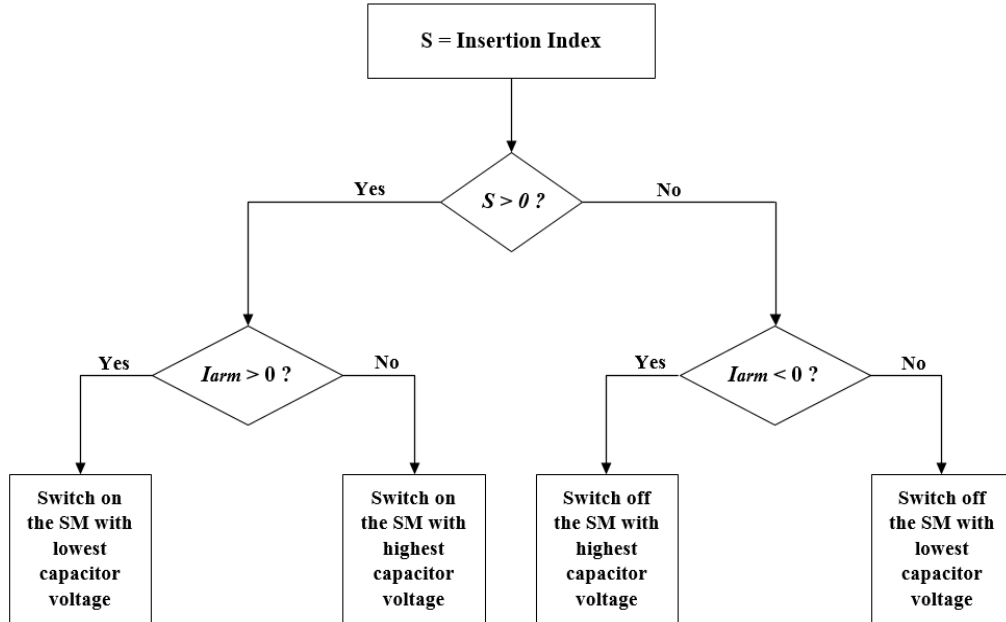 S = Insertion Index
Yes
No
S > 0 ?
Yes
No
Yes
No
Iarm > 0 ?
Iarm < 0 ?
Switch on
the SM with
lowest
capacitor
voltage
Switch on
the SM with
highest
capacitor
voltage
Switch off
the SM with
highest
capacitor
voltage
Switch off
the SM with
lowest
capacitor
voltage